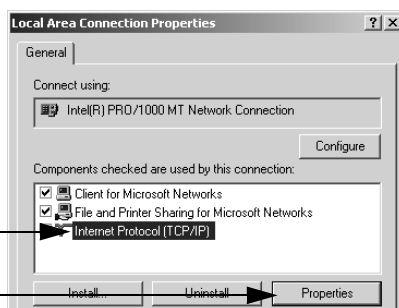 Local Area Connection Properties
General
Connect using:
Intel(R) PRO/1000 MT Network Connection
Configure
Components checked are used by this connection:
Client for Microsoft Networks
File and Printer Sharing for Microsoft Networks
Internet Protocol (TCP/IP)
Install... Uninstall Properties